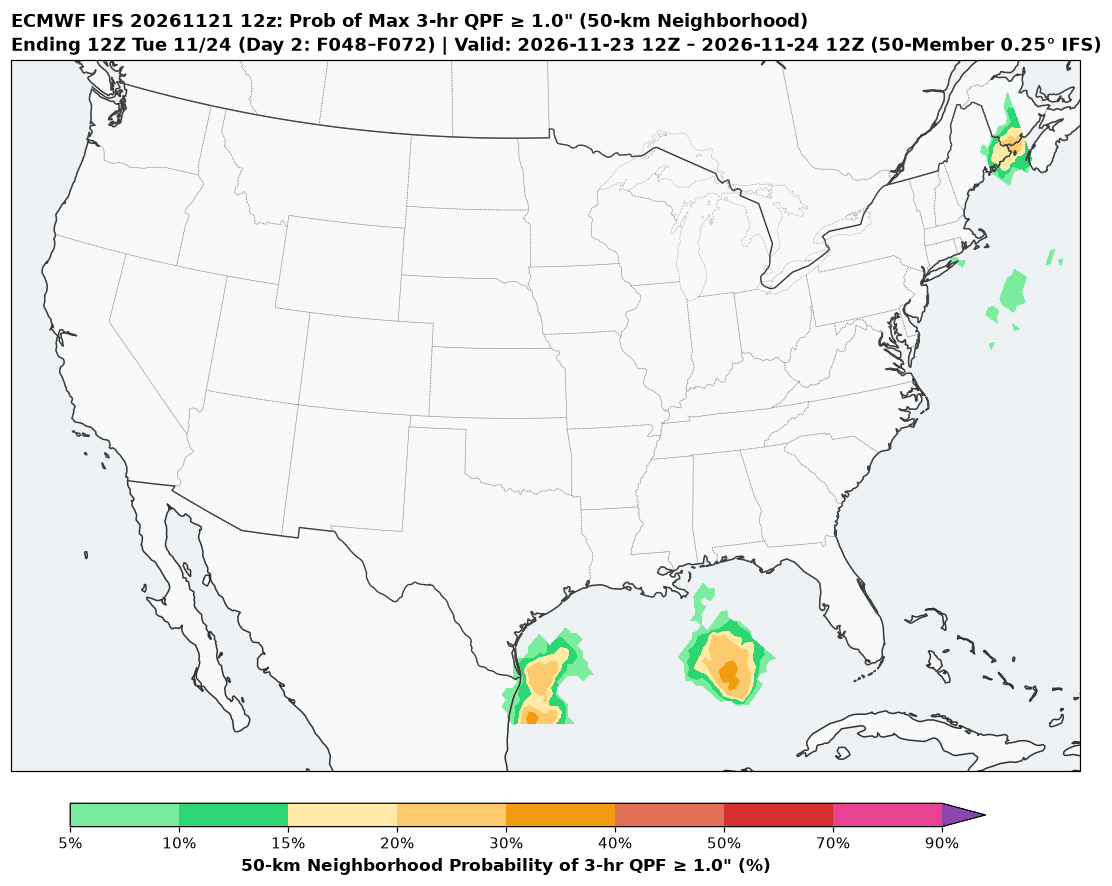 ECMWF IFS 20261121 12z: Prob of Max 3-hr QPF ≥ 1.0" (50-km Neighborhood)
Ending 12Z Tue 11/24 (Day 2: F048–F072) | Valid: 2026-11-23 12Z – 2026-11-24 12Z (50-Member 0.25° IFS)
5% 10% 15% 20% 30% 40% 50% 70% 90%
50-km Neighborhood Probability of 3-hr QPF ≥ 1.0" (%)